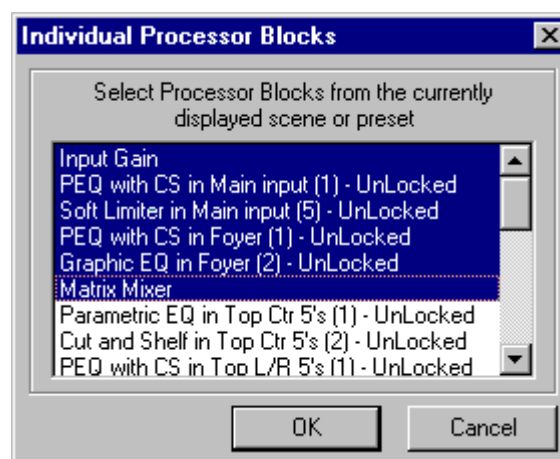 Individual Processor Blocks
Select Processor Blocks from the currently
displayed scene or preset
Input Gain
PEQ with CS in Main input (1) - UnLocked
Soft Limiter in Main input (5) - UnLocked
PEQ with CS in Foyer (1) - UnLocked
Graphic EQ in Foyer (2) - UnLocked
Matrix Mixer
Parametric EQ in Top Ctr 5's (1) - UnLocked
Cut and Shelf in Top Ctr 5's (2) - UnLocked
PEQ with CS in Top L/R 5's (1) - UnLocked
OK
Cancel